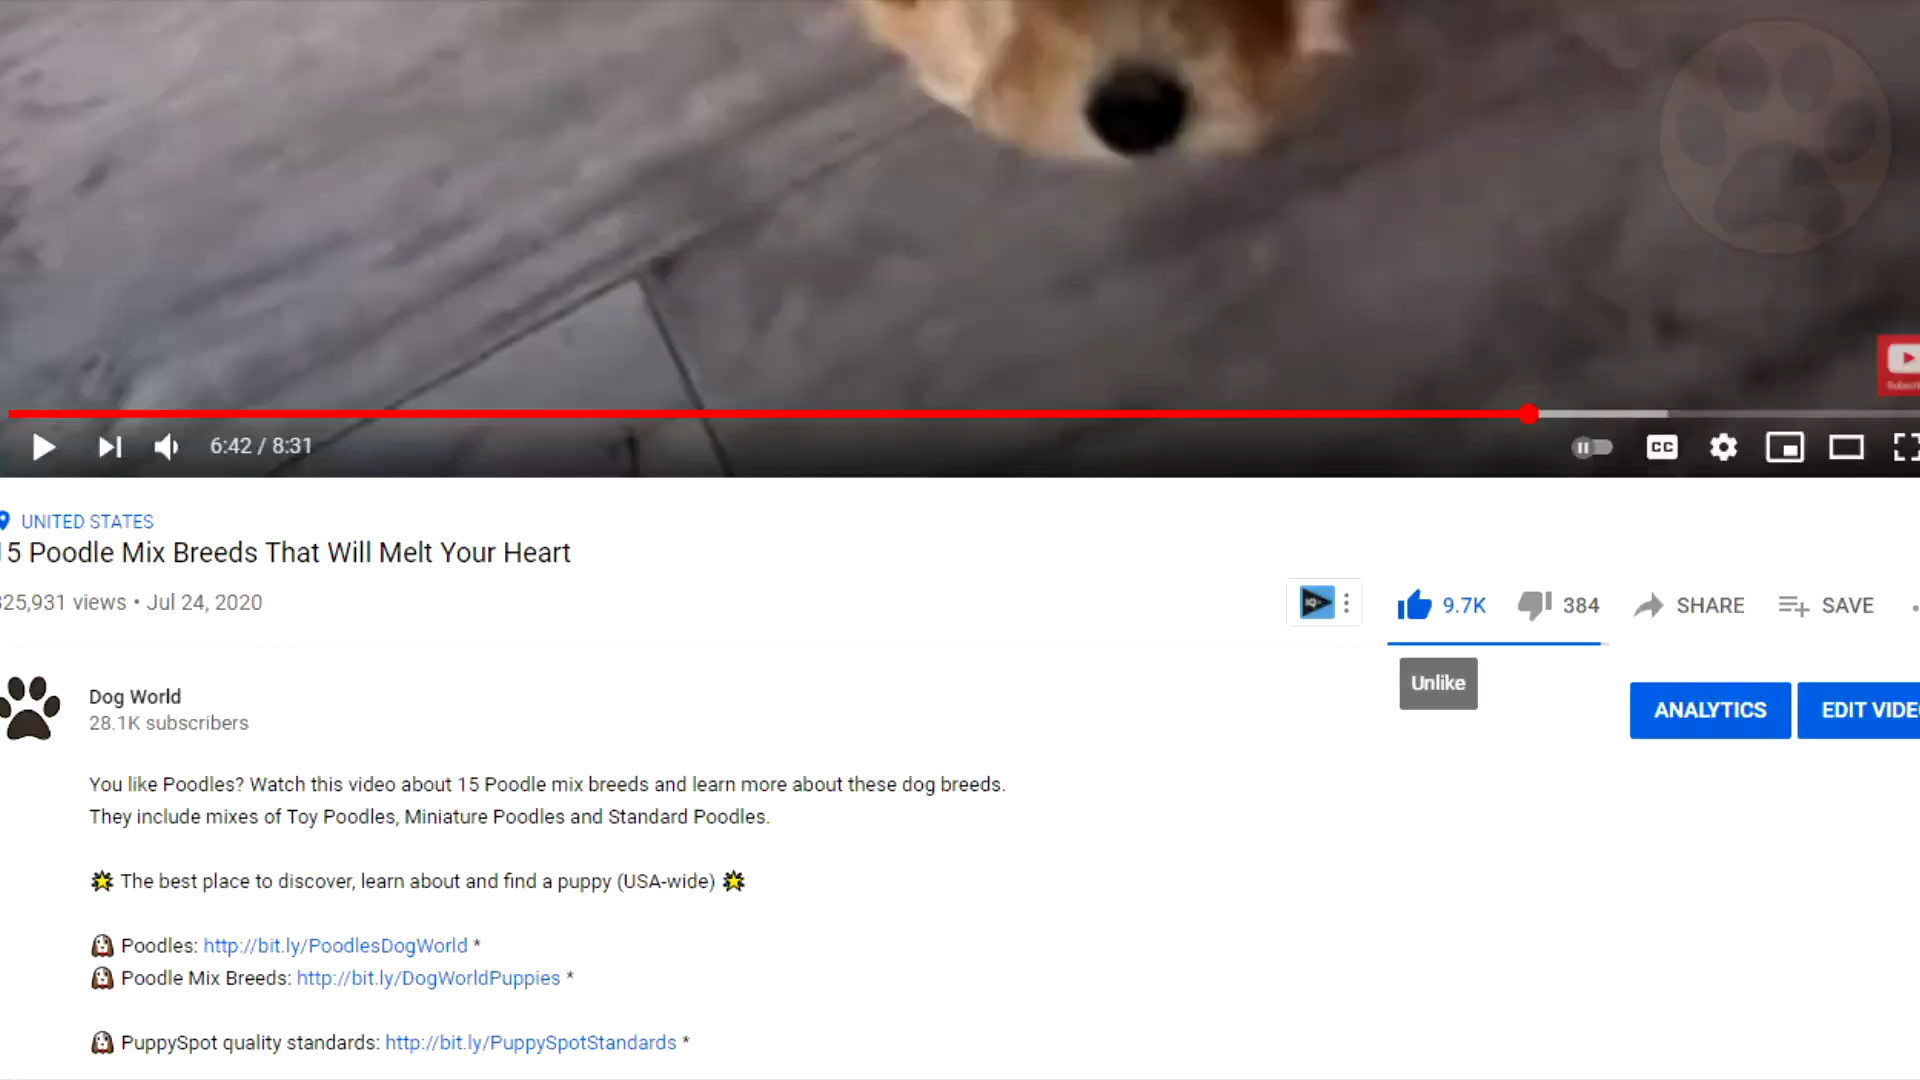 6:42 / 8:31
CC
UNITED STATES
15 Poodle Mix Breeds That Will Melt Your Heart
25,931 views • Jul 24, 2020
IQ
9.7K
384
SHARE
SAVE
Unlike
Dog World
28.1K subscribers
ANALYTICS
EDIT VIDE
You like Poodles? Watch this video about 15 Poodle mix breeds and learn more about these dog breeds.
They include mixes of Toy Poodles, Miniature Poodles and Standard Poodles.
🌟 The best place to discover, learn about and find a puppy (USA-wide) 🌟
🐶 Poodles: http://bit.ly/PoodlesDogWorld *
🐶 Poodle Mix Breeds: http://bit.ly/DogWorldPuppies *
🐶 PuppySpot quality standards: http://bit.ly/PuppySpotStandards *